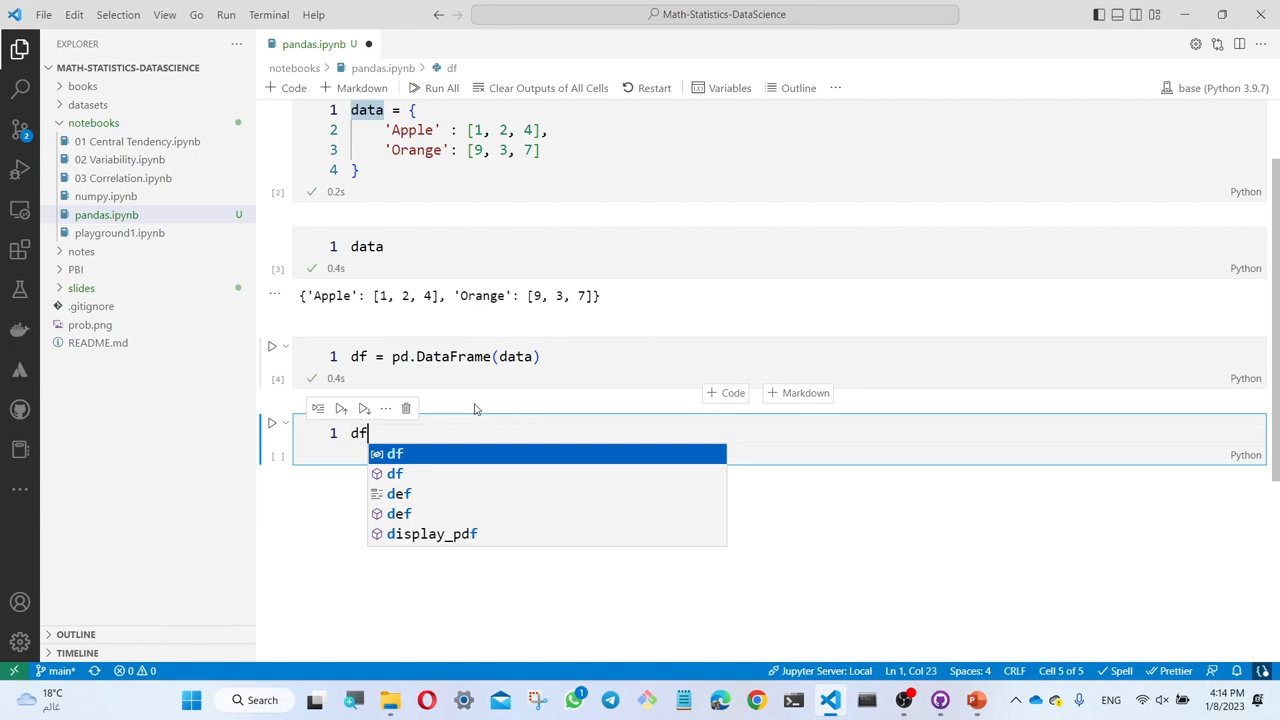 File Edit Selection View Go Run Terminal Help
Math-Statistics-DataScience
EXPLORER
pandas.ipynb U
MATH-STATISTICS-DATASCIENCE
notebooks > pandas.ipynb > df
books
datasets
notebooks
01 Central Tendency.ipynb
02 Variability.ipynb
03 Correlation.ipynb
numpy.ipynb
pandas.ipynb U
playground1.ipynb
notes
PBI
slides
.gitignore
prob.png
README.md
OUTLINE
TIMELINE
+ Code + Markdown Run All Clear Outputs of All Cells Restart Variables Outline ... base (Python 3.9.7)
1 data = {
2 'Apple' : [1, 2, 4],
3 'Orange': [9, 3, 7]
4 }
[2] 0.2s Python
1 data
[3] 0.4s Python
{'Apple': [1, 2, 4], 'Orange': [9, 3, 7]}
1 df = pd.DataFrame(data)
[4] 0.4s Python
+ Code + Markdown
1 df
[ ] Python
df
df
def
def
display_pdf
main* 0 0 Jupyter Server: Local Ln 1, Col 23 Spaces: 4 CRLF Cell 5 of 5 Spell Prettier
18°C
غائم
2
Search
1
ENG
4:14 PM
1/8/2023